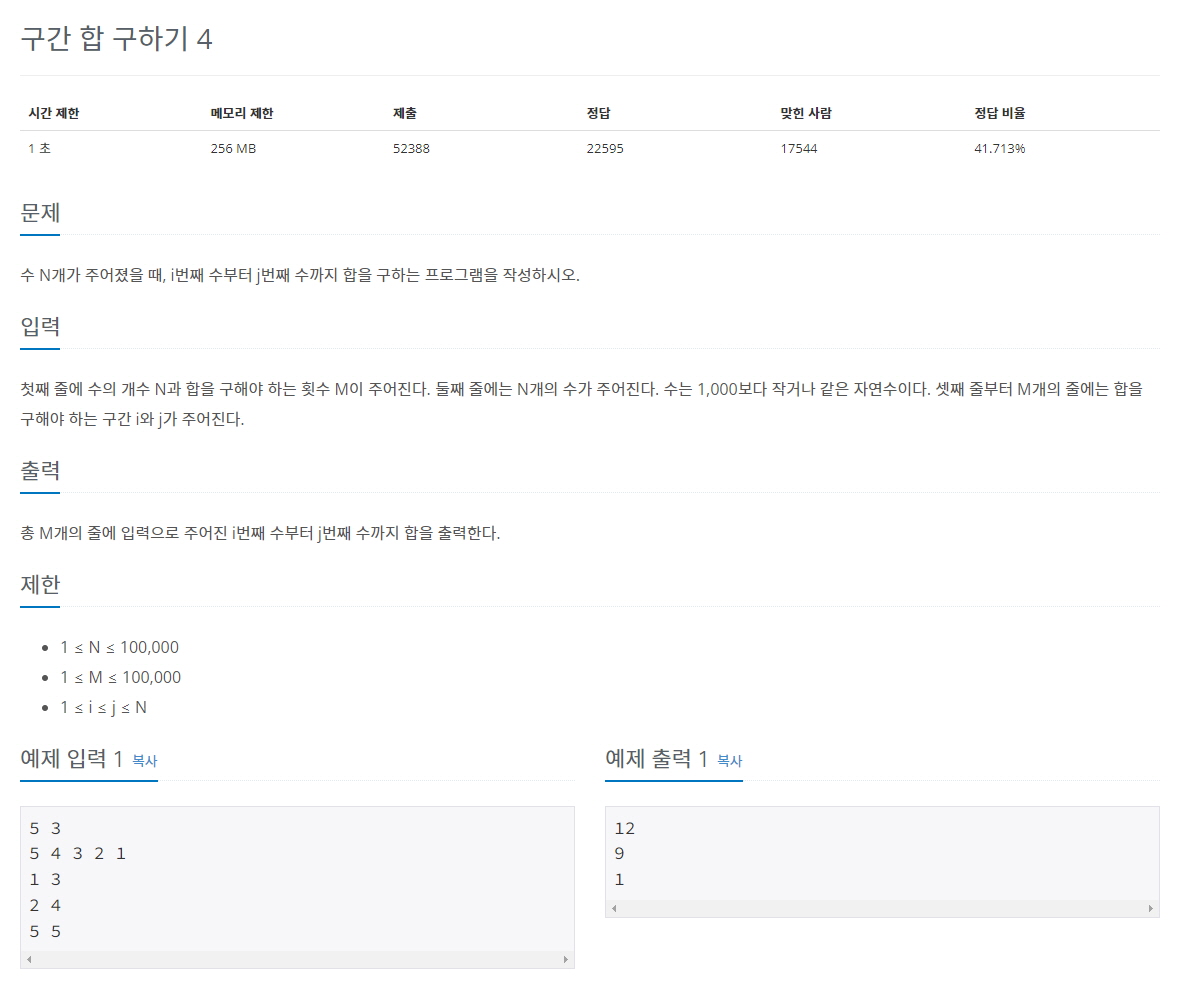 구간 합 구하기 4
시간 제한 메모리 제한 제출 정답 맞힌 사람 정답 비율
1 초 256 MB 52388 22595 17544 41.713%
문제
수 N개가 주어졌을 때, i번째 수부터 j번째 수까지 합을 구하는 프로그램을 작성하시오.
입력
첫째 줄에 수의 개수 N과 합을 구해야 하는 횟수 M이 주어진다. 둘째 줄에는 N개의 수가 주어진다. 수는 1,000보다 작거나 같은 자연수이다. 셋째 줄부터 M개의 줄에는 합을
구해야 하는 구간 i와 j가 주어진다.
출력
총 M개의 줄에 입력으로 주어진 i번째 수부터 j번째 수까지 합을 출력한다.
제한
• 1 ≤ N ≤ 100,000
• 1 ≤ M ≤ 100,000
• 1 ≤ i ≤ j ≤ N
예제 입력 1 복사
5 3
5 4 3 2 1
1 3
2 4
5 5
예제 출력 1 복사
12
9
1